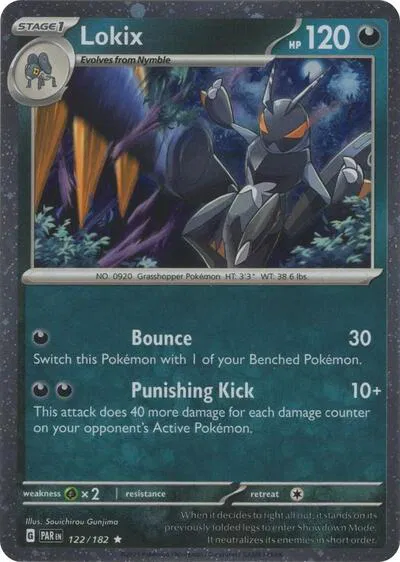 STAGE 1
Lokix
HP 120
Evolves from Nymble
NO. 0920 Grasshopper Pokémon HT: 3'3" WT: 38.6 lbs.
Bounce 30
Switch this Pokémon with 1 of your Benched Pokémon.
Punishing Kick 10+
This attack does 40 more damage for each damage counter
on your opponent's Active Pokémon.
weakness ×2 resistance retreat
Illus. Souichirou Gunjima
When it decides to fight all out, it stands on its
previously folded legs to enter Showdown Mode.
It neutralizes its enemies in short order.
G PAR EN 122/182